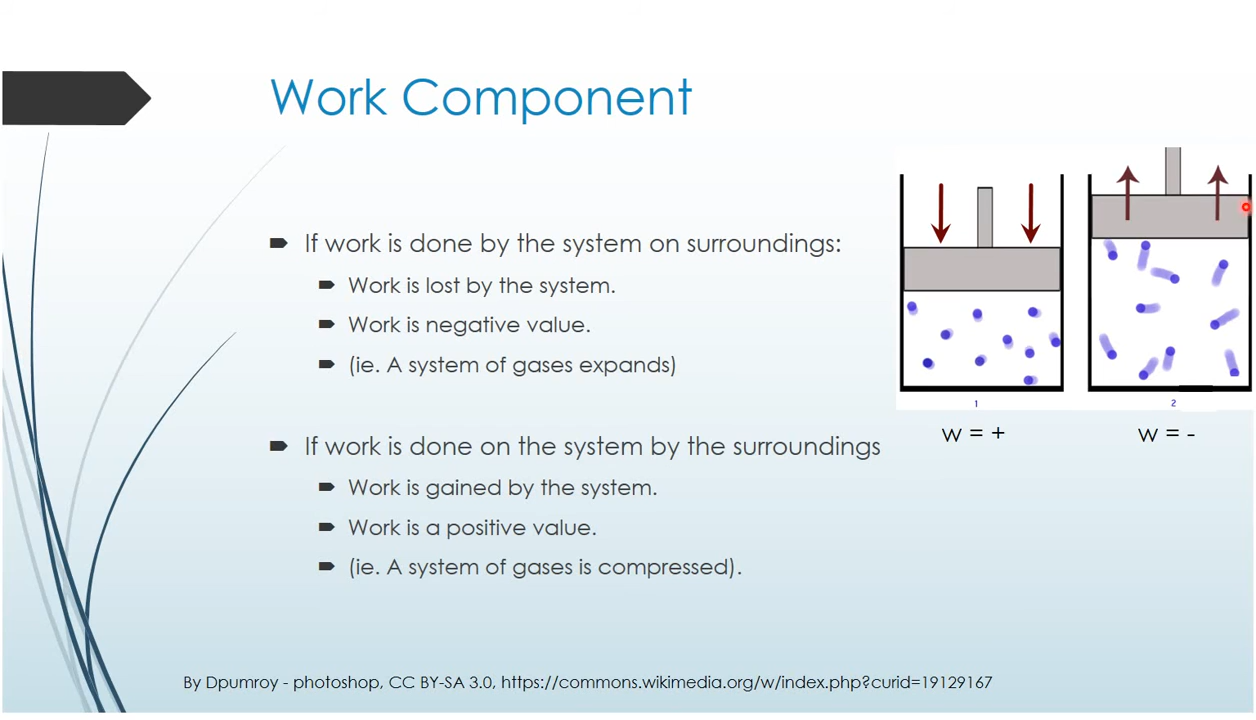 Work Component
If work is done by the system on surroundings:
Work is lost by the system.
Work is negative value.
(ie. A system of gases expands)
If work is done on the system by the surroundings
Work is gained by the system.
Work is a positive value.
(ie. A system of gases is compressed).
1
2
w = +
w = -
By Dpumroy - photoshop, CC BY-SA 3.0, https://commons.wikimedia.org/w/index.php?curid=19129167